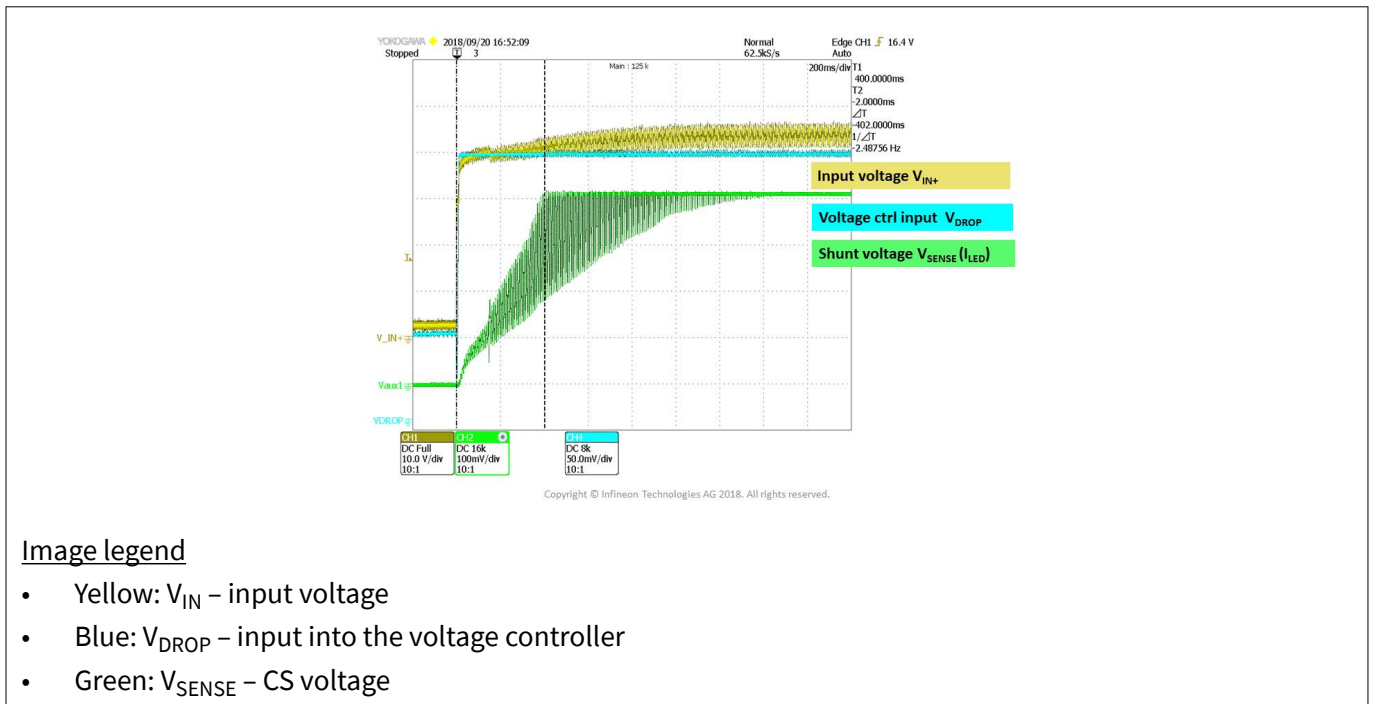 YOKOGAWA 2018/09/20 16:52:09 Normal Edge CH1 16.4 V
Stopped 3 62.5kS/s Auto
Main : 125 k 200ms/div
T1
400.0000ms
T2
-2.0000ms
⊿T
-402.0000ms
1/⊿T
-2.48756 Hz
Input voltage VIN+
Voltage ctrl input VDROP
Shunt voltage VSENSE (ILED)
V_IN+
Vaux1
VDROP
CH1 CH2 CH4
DC Full DC 16k DC 8k
10.0 V/div 100mV/div 50.0mV/div
10:1 10:1 10:1
Copyright © Infineon Technologies AG 2018. All rights reserved.
Image legend
• Yellow: VIN – input voltage
• Blue: VDROP – input into the voltage controller
• Green: VSENSE – CS voltage